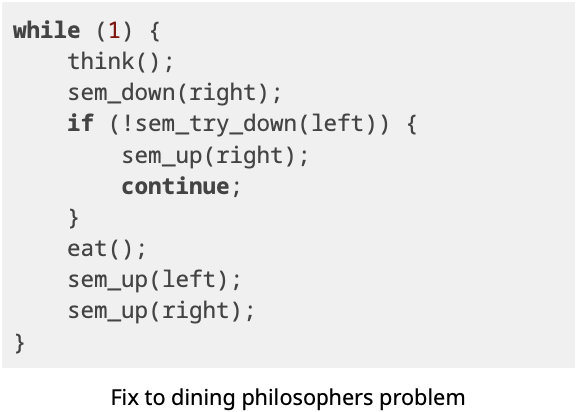 while (1) {
    think();
    sem_down(right);
    if (!sem_try_down(left)) {
        sem_up(right);
        continue;
    }
    eat();
    sem_up(left);
    sem_up(right);
}
Fix to dining philosophers problem